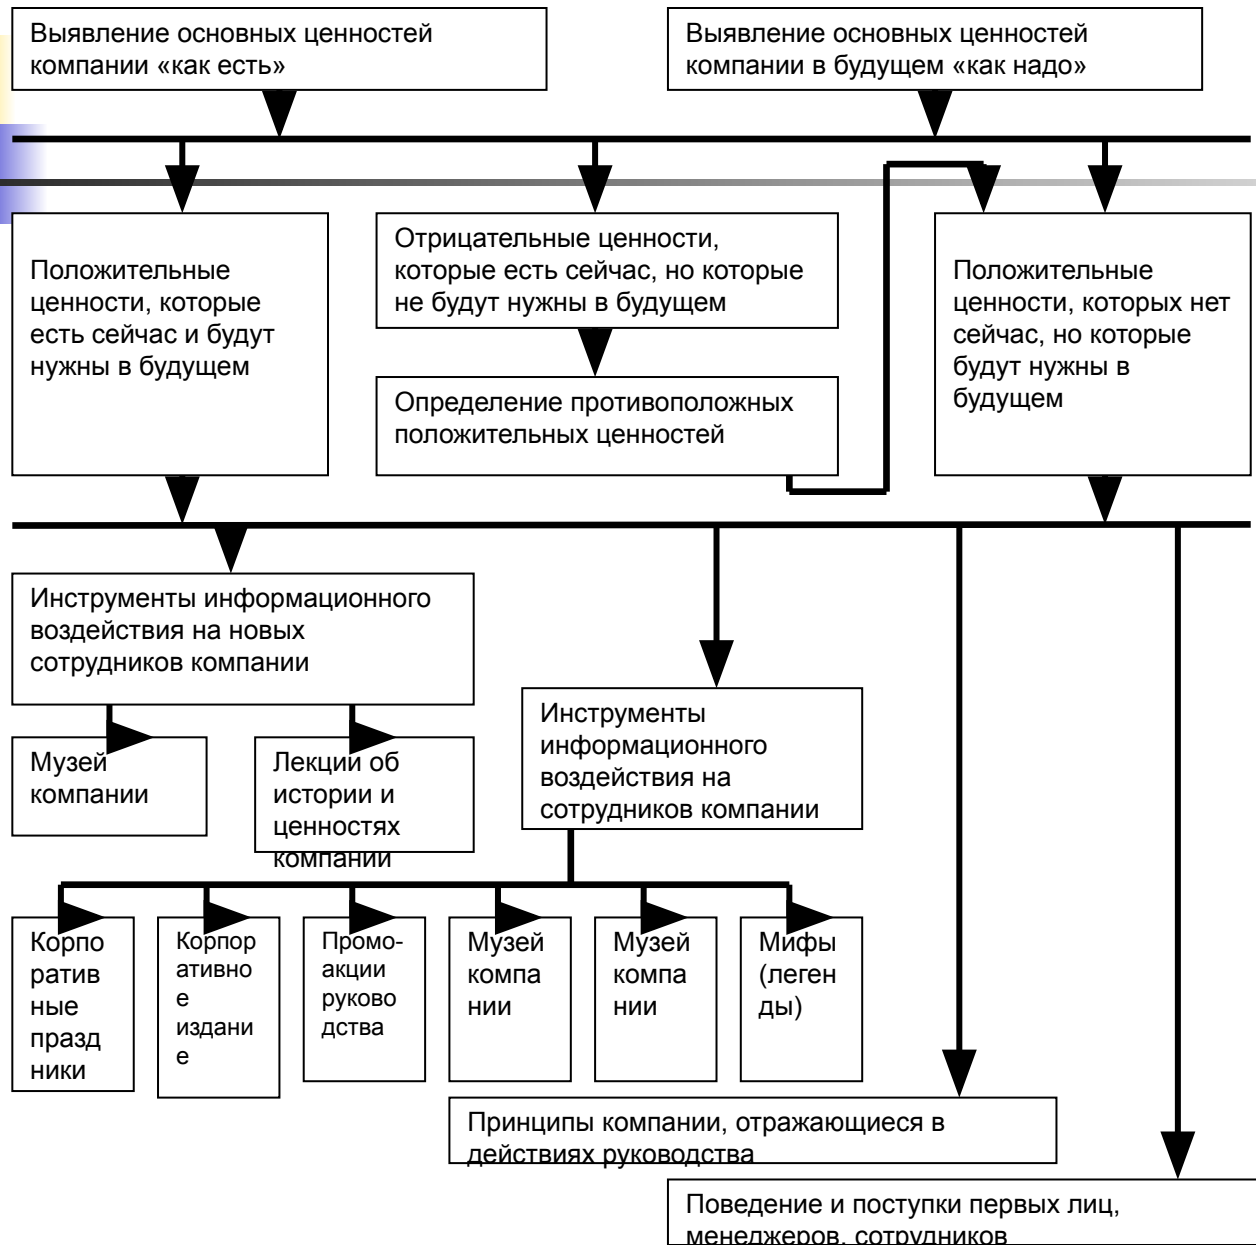 Выявление основных ценностей
компании «как есть»
Выявление основных ценностей
компании в будущем «как надо»
Положительные
ценности, которые
есть сейчас и будут
нужны в будущем
Отрицательные ценности,
которые есть сейчас, но которые
не будут нужны в будущем
Определение противоположных
положительных ценностей
Положительные
ценности, которых нет
сейчас, но которые
будут нужны в
будущем
Инструменты информационного
воздействия на новых
сотрудников компании
Музей
компании
Лекции об
истории и
ценностях
компании
Инструменты
информационного
воздействия на
сотрудников компании
Корпо
ратив
ные
празд
ники
Корпор
ативно
е
издани
е
Промо-
акции
руково
дства
Музей
компа
нии
Музей
компа
нии
Мифы
(леген
ды)
Принципы компании, отражающиеся в
действиях руководства
Поведение и поступки первых лиц,
менеджеров, сотрудников